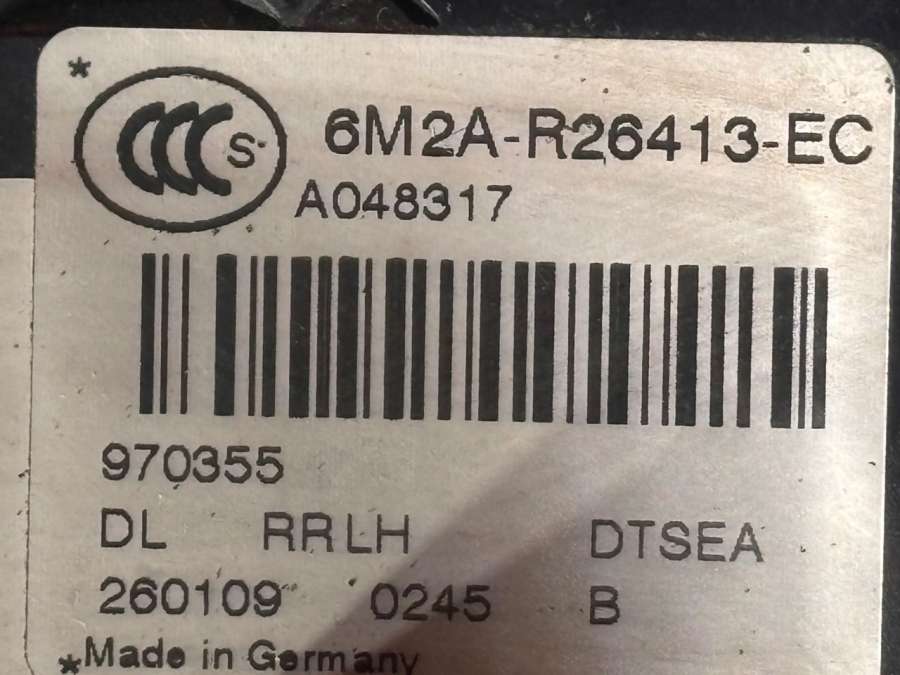 *
CCC S 6M2A-R26413-EC
A048317
970355
DL RRLH DTSEA
260109 0245 B
*Made in Germany